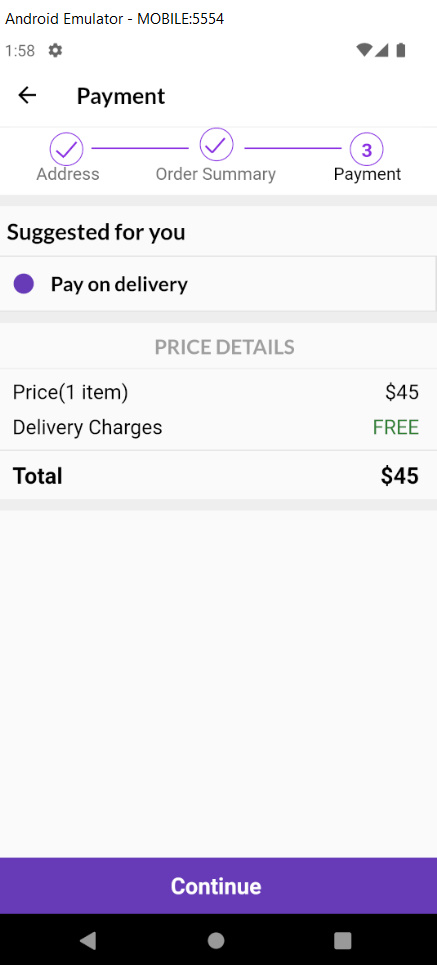 Android Emulator - MOBILE:5554
1:58
Payment
3
Address Order Summary Payment
Suggested for you
Pay on delivery
PRICE DETAILS
Price(1 item) $45
Delivery Charges FREE
Total $45
Continue